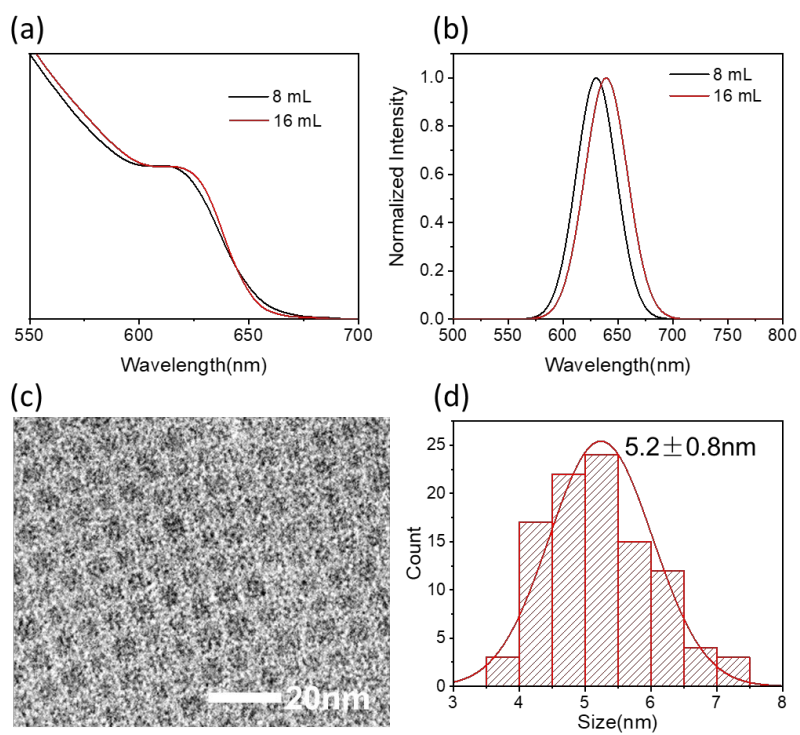 (a)
8 mL
16 mL
550
600
650
700
Wavelength(nm)
(b)
Normalized Intensity
1.0
0.8
0.6
0.4
0.2
0.0
8 mL
16 mL
500
550
600
650
700
750
800
Wavelength(nm)
(c)
20nm
(d)
Count
25
20
15
10
5
0
5.2±0.8nm
3
4
5
6
7
8
Size(nm)